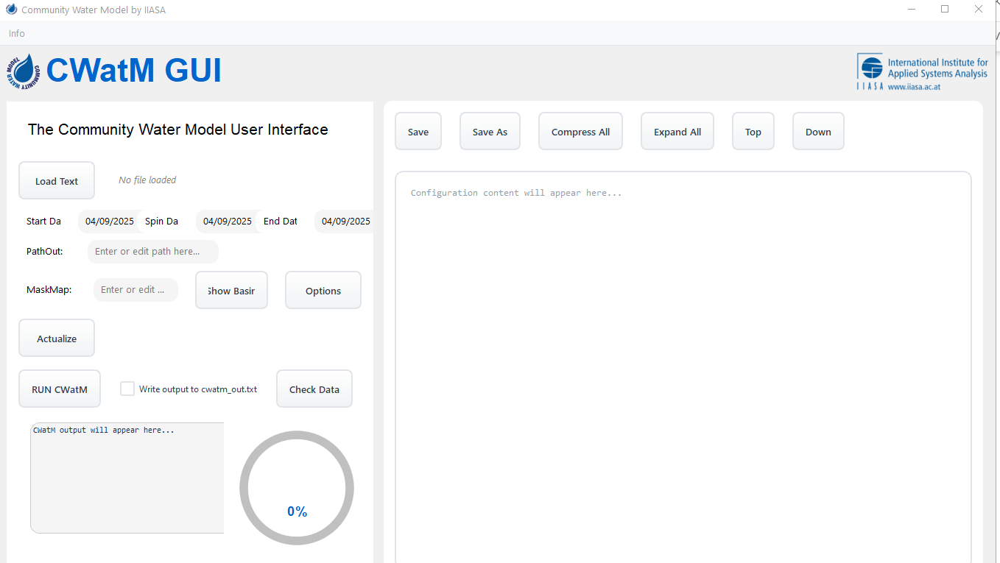 Community Water Model by IIASA
Info
COMMUNITY WATER MODEL
CWatM GUI
International Institute for
Applied Systems Analysis
IIASA www.iiasa.ac.at
The Community Water Model User Interface
Load Text
No file loaded
Start Da
04/09/2025
Spin Da
04/09/2025
End Dat
04/09/2025
PathOut:
Enter or edit path here...
MaskMap:
Enter or edit ...
Show Basir
Options
Actualize
RUN CWatM
Write output to cwatm_out.txt
Check Data
CWatM output will appear here...
0%
Save
Save As
Compress All
Expand All
Top
Down
Configuration content will appear here...